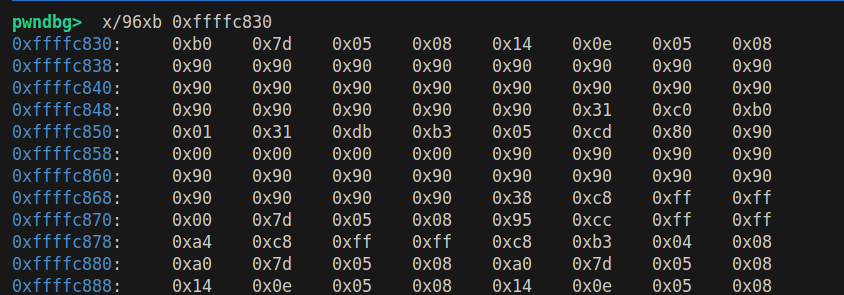 pwndbg> x/96xb 0xffffc830
0xffffc830: 0xb0 0x7d 0x05 0x08 0x14 0x0e 0x05 0x08
0xffffc838: 0x90 0x90 0x90 0x90 0x90 0x90 0x90 0x90
0xffffc840: 0x90 0x90 0x90 0x90 0x90 0x90 0x90 0x90
0xffffc848: 0x90 0x90 0x90 0x90 0x90 0x31 0xc0 0xb0
0xffffc850: 0x01 0x31 0xdb 0xb3 0x05 0xcd 0x80 0x90
0xffffc858: 0x00 0x00 0x00 0x00 0x90 0x90 0x90 0x90
0xffffc860: 0x90 0x90 0x90 0x90 0x90 0x90 0x90 0x90
0xffffc868: 0x90 0x90 0x90 0x90 0x38 0xc8 0xff 0xff
0xffffc870: 0x00 0x7d 0x05 0x08 0x95 0xcc 0xff 0xff
0xffffc878: 0xa4 0xc8 0xff 0xff 0xc8 0xb3 0x04 0x08
0xffffc880: 0xa0 0x7d 0x05 0x08 0xa0 0x7d 0x05 0x08
0xffffc888: 0x14 0x0e 0x05 0x08 0x14 0x0e 0x05 0x08